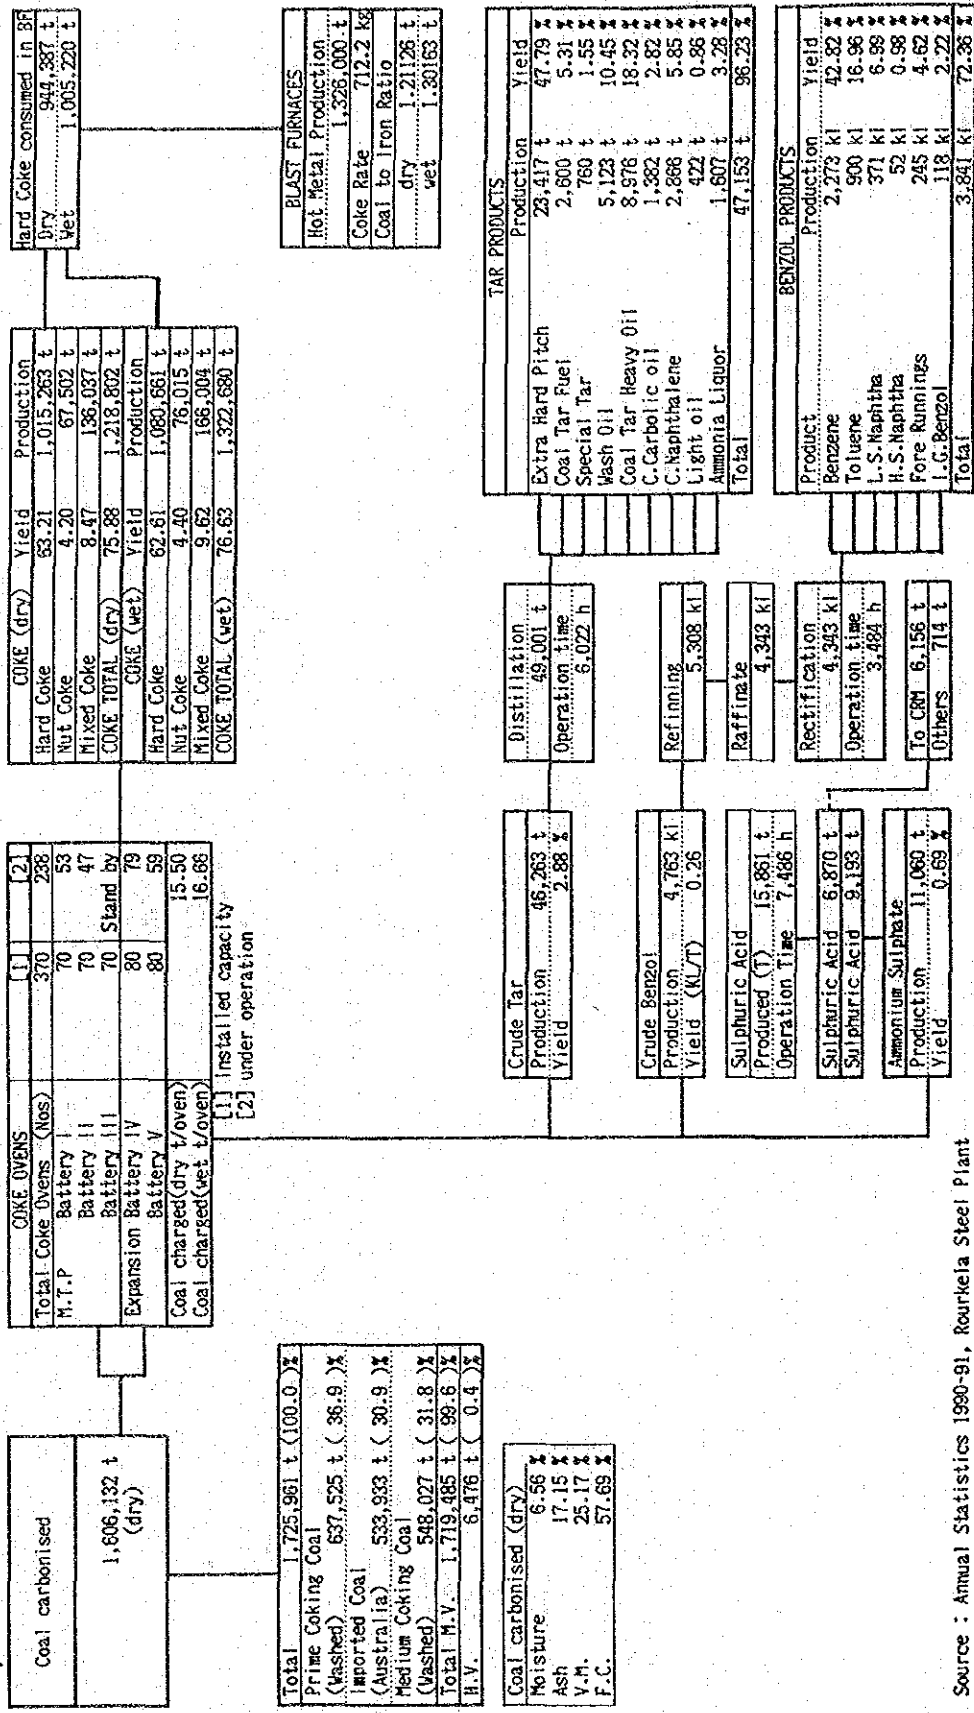 Coal carbonised
1,606,132 t
(dry)
Total 1,725,961 t (100.0 )%
Prime Coking Coal
(Washed) 637,525 t ( 36.9 )%
Imported Coal
(Australia) 533,933 t ( 30.9 )%
Medium Coking Coal
(Washed) 548,027 t ( 31.8 )%
Total M.V. 1,719,485 t ( 99.6 )%
H.V. 6,476 t ( 0.4 )%
Coal carbonised (dry)
Moisture 6.56 %
Ash 17.15 %
V.M. 25.17 %
F.C. 57.69 %
COKE OVENS [1] [2]
Total Coke Ovens (Nos) 370 238
M.T.P Battery I 70 53
Battery II 70 47
Battery III 70 Stand by
Expansion Battery IV 80 79
Battery V 80 59
Coal charged(dry t/oven) 15.50
Coal charged(wet t/oven) 16.66
[1] Installed capacity
[2] under operation
COKE (dry) Yield Production
Hard Coke 63.21 1,015,263 t
Nut Coke 4.20 67,502 t
Mixed Coke 8.47 136,037 t
COKE TOTAL (dry) 75.88 1,218,802 t
COKE (wet) Yield Production
Hard Coke 62.61 1,080,661 t
Nut Coke 4.40 76,015 t
Mixed Coke 9.62 166,004 t
COKE TOTAL (wet) 76.63 1,322,680 t
Hard Coke consumed in BF
Dry 944,387 t
Wet 1,005,220 t
BLAST FURNACES
Hot Metal Production
1,326,000 t
Coke Rate 712.2 kg
Coal to Iron Ratio
dry 1.21126
wet 1.30163
Crude Tar
Production 46,263 t
Yield 2.88 %
Distillation
49,001 t
Operation time
6,022 h
TAR PRODUCTS
Production Yield
Extra Hard Pitch 23,417 t 47.79 %
Coal Tar Fuel 2,600 t 5.31 %
Special Tar 760 t 1.55 %
Wash Oil 5,123 t 10.45 %
Coal Tar Heavy Oil 8,976 t 18.32 %
C.Carbolic oil 1,382 t 2.82 %
C.Naphthalene 2,866 t 5.85 %
Light oil 422 t 0.86 %
Ammonia Liquor 1,607 t 3.28 %
Total 47,153 t 96.23 %
Crude Benzol
Production 4,763 kl
Yield (KL/T) 0.26
Refinning
5,308 kl
Raffinate
4,343 kl
Rectification
4,343 kl
Operation time
3,484 h
BENZOL PRODUCTS
Product Production Yield
Benzene 2,273 kl 42.82 %
Toluene 900 kl 16.96 %
L.S.Naphtha 371 kl 6.99 %
H.S.Naphtha 52 kl 0.98 %
Fore Runnings 245 kl 4.62 %
I.G.Benzol 118 kl 2.22 %
Total 3,841 kl 72.36 %
Sulphuric Acid
Produced (T) 15,861 t
Operation Time 7,486 h
Sulphuric Acid 6,870 t
Sulphuric Acid 9,193 t
To CRM 6,156 t
Others 714 t
Ammonium Sulphate
Production 11,060 t
Yield 0.69 %
Source : Annual Statistics 1990-91, Rourkela Steel Plant